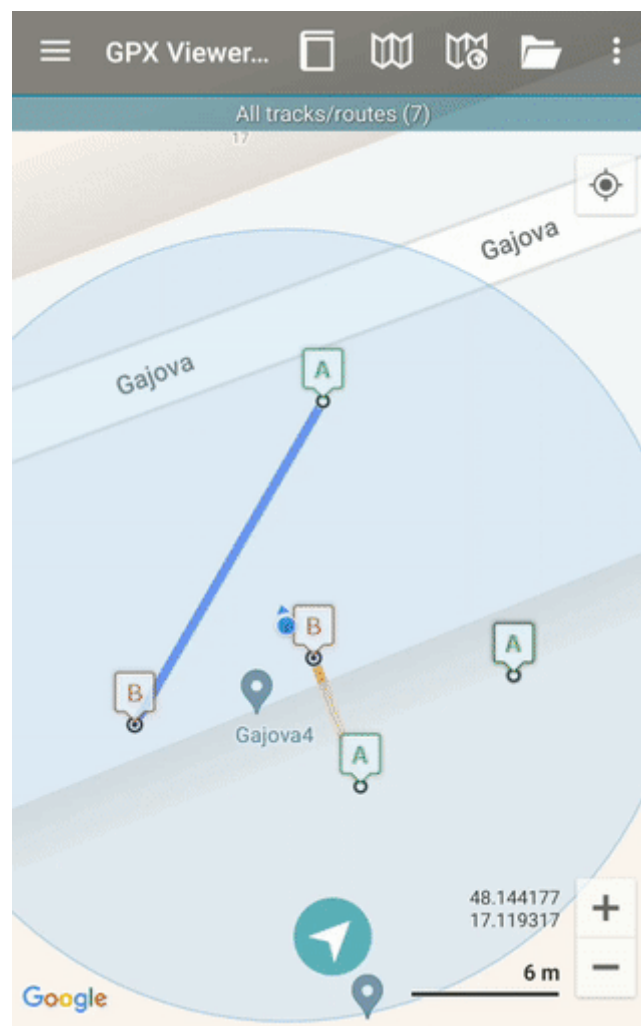 GPX Viewer...
All tracks/routes (7)
17
Gajova
Gajova
A
B
B
A
Gajova4
A
48.144177
17.119317
6 m
Google